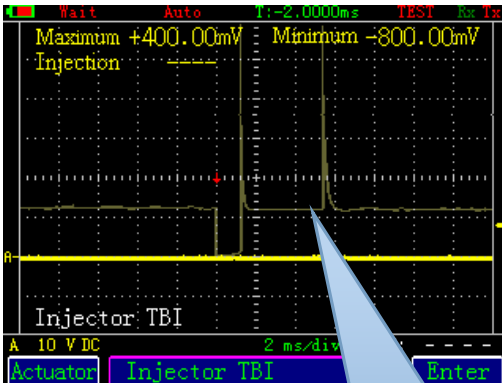 Wait Auto T:-2.0000ms TEST Rx Tx
Maximum +400.00mV Minimum -800.00mV
Injection ----
A
Injector TBI
A 10 V DC 2 ms/div - - - -
Actuator Injector TBI Enter